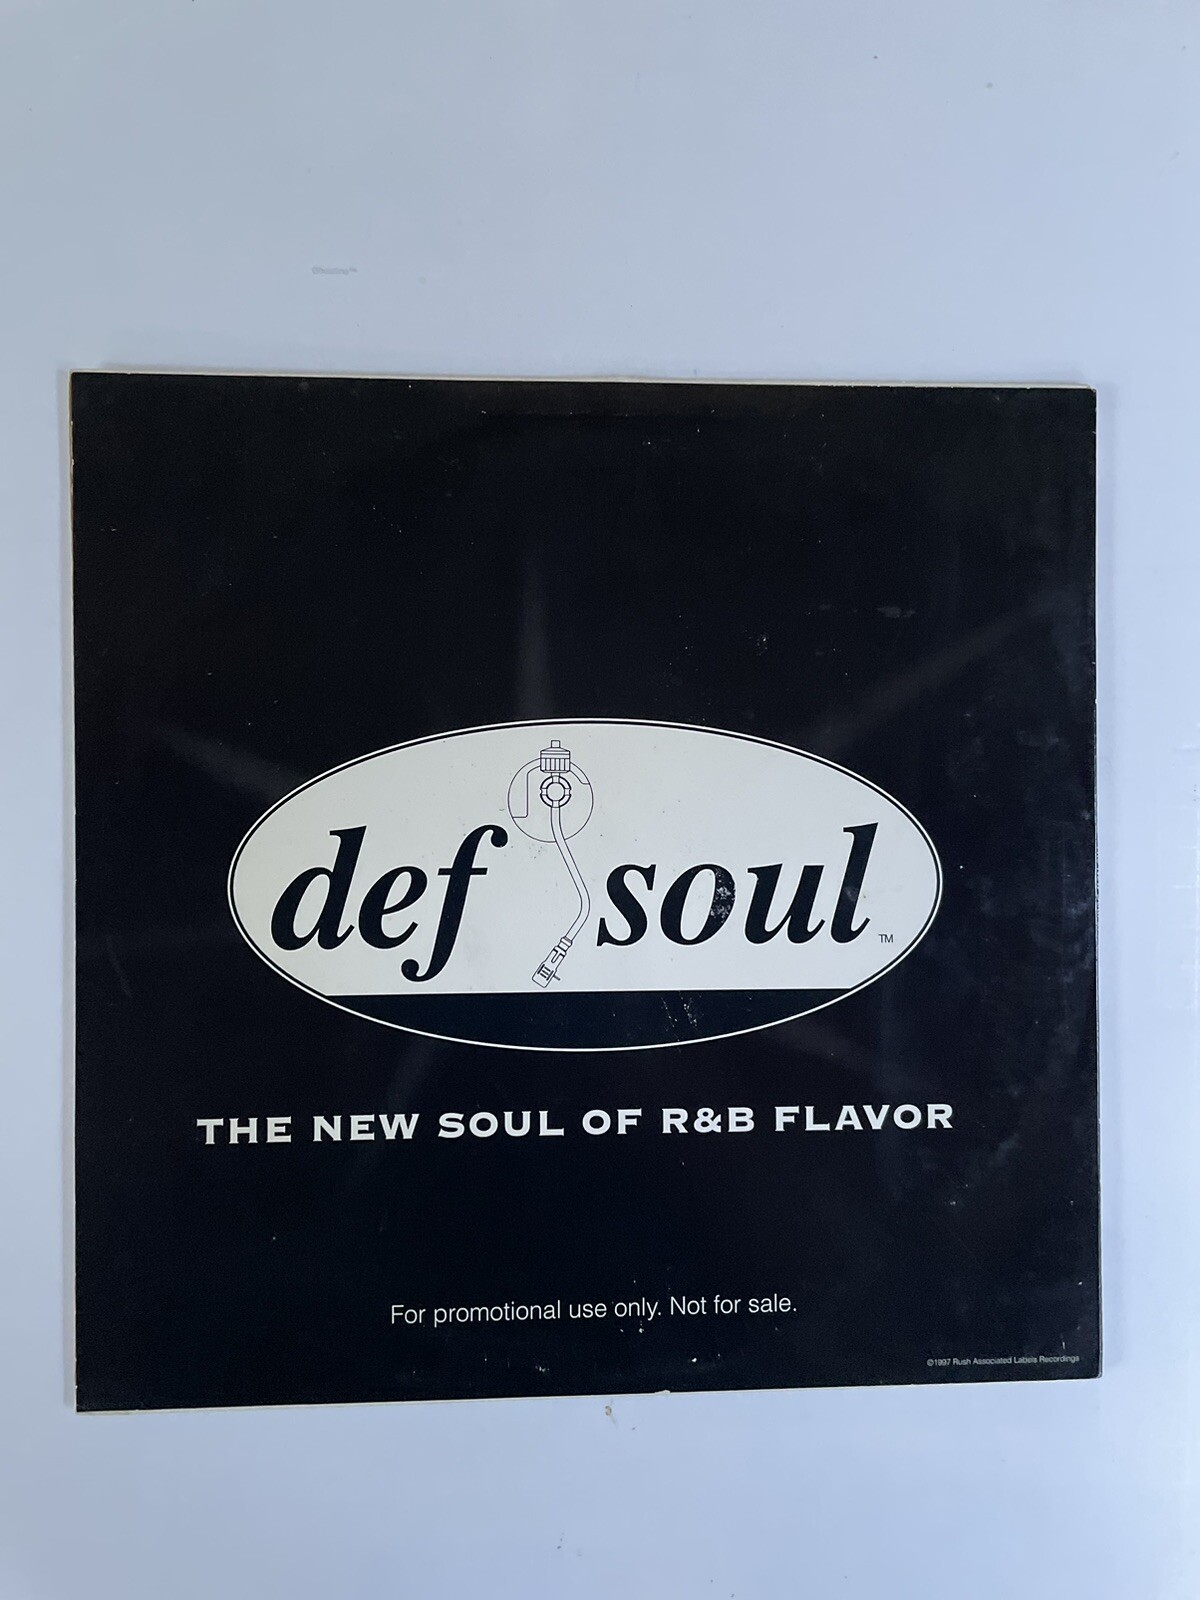 def soul
TM
THE NEW SOUL OF R&B FLAVOR
For promotional use only. Not for sale.
©1997 Rush Associated Labels Recordings